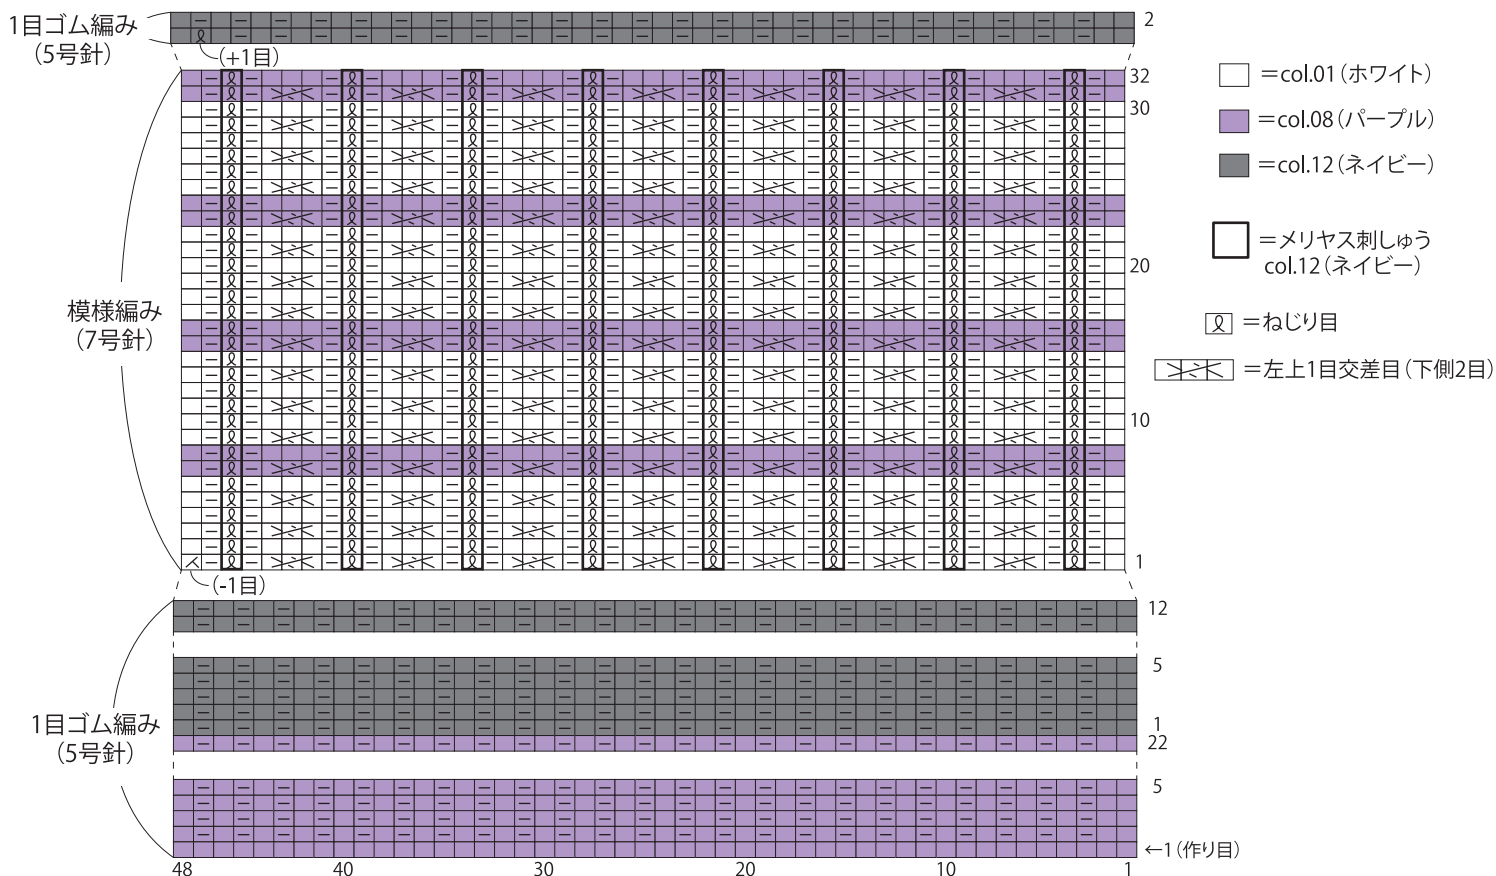 1目ゴム編み
(5号針)
2
(+1目)
32
30
20
10
1
模様編み
(7号針)
(-1目)
=col.01(ホワイト)
=col.08(パープル)
=col.12(ネイビー)
=メリヤス刺しゅう
col.12(ネイビー)
=ねじり目
=左上1目交差目(下側2目)
12
5
1
22
5
←1(作り目)
1目ゴム編み
(5号針)
48
40
30
20
10
1